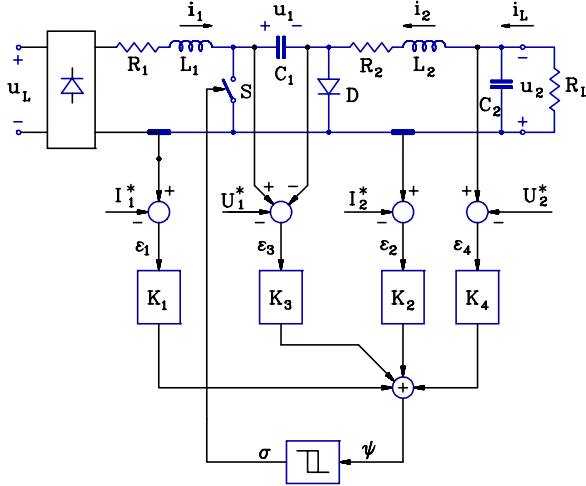 i₁ + u₁ − i₂ i_L
+ u_L −
R₁ L₁ C₁ R₂ L₂
S D C₂ − u₂ + R_L
I₁* + − U₁* + − − I₂* + − + − U₂*
ε₁ ε₃ ε₂ ε₄
K₁ K₃ K₂ K₄
+
σ ψ